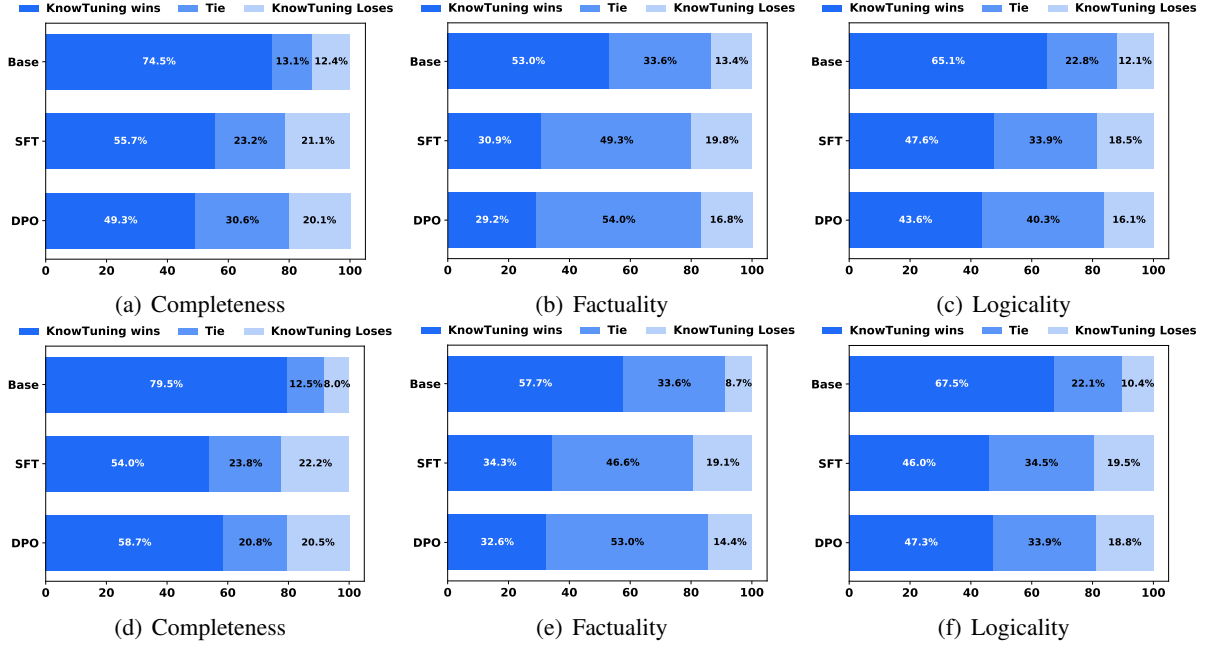 KnowTuning wins Tie KnowTuning Loses
Base 74.5% 13.1% 12.4%
SFT 55.7% 23.2% 21.1%
DPO 49.3% 30.6% 20.1%
0 20 40 60 80 100
(a) Completeness
KnowTuning wins Tie KnowTuning Loses
Base 53.0% 33.6% 13.4%
SFT 30.9% 49.3% 19.8%
DPO 29.2% 54.0% 16.8%
0 20 40 60 80 100
(b) Factuality
KnowTuning wins Tie KnowTuning Loses
Base 65.1% 22.8% 12.1%
SFT 47.6% 33.9% 18.5%
DPO 43.6% 40.3% 16.1%
0 20 40 60 80 100
(c) Logicality
KnowTuning wins Tie KnowTuning Loses
Base 79.5% 12.5% 8.0%
SFT 54.0% 23.8% 22.2%
DPO 58.7% 20.8% 20.5%
0 20 40 60 80 100
(d) Completeness
KnowTuning wins Tie KnowTuning Loses
Base 57.7% 33.6% 8.7%
SFT 34.3% 46.6% 19.1%
DPO 32.6% 53.0% 14.4%
0 20 40 60 80 100
(e) Factuality
KnowTuning wins Tie KnowTuning Loses
Base 67.5% 22.1% 10.4%
SFT 46.0% 34.5% 19.5%
DPO 47.3% 33.9% 18.8%
0 20 40 60 80 100
(f) Logicality